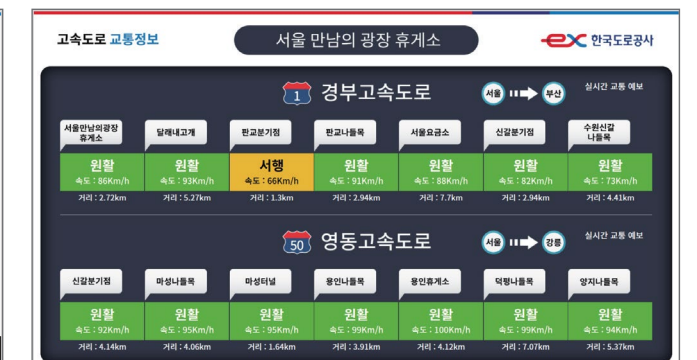 고속도로 교통정보
서울 만남의 광장 휴게소
ex 한국도로공사
1 경부고속도로
서울 부산
실시간 교통 예보
서울만남의광장
휴게소
달래내고개
판교분기점
판교나들목
서울요금소
신갈분기점
수원신갈
나들목
원활 원활 서행 원활 원활 원활 원활
속도 : 86Km/h 속도 : 93Km/h 속도 : 66Km/h 속도 : 91Km/h 속도 : 88Km/h 속도 : 82Km/h 속도 : 73Km/h
거리 : 2.72km 거리 : 5.27km 거리 : 1.3km 거리 : 2.94km 거리 : 7.7km 거리 : 2.94km 거리 : 4.41km
50 영동고속도로
서울 강릉
실시간 교통 예보
신갈분기점 마성나들목 마성터널 용인나들목 용인휴게소 덕평나들목 양지나들목
원활 원활 원활 원활 원활 원활 원활
속도 : 92Km/h 속도 : 95Km/h 속도 : 95Km/h 속도 : 99Km/h 속도 : 100Km/h 속도 : 99Km/h 속도 : 94Km/h
거리 : 4.14km 거리 : 4.06km 거리 : 1.64km 거리 : 3.91km 거리 : 4.12km 거리 : 7.07km 거리 : 5.37km